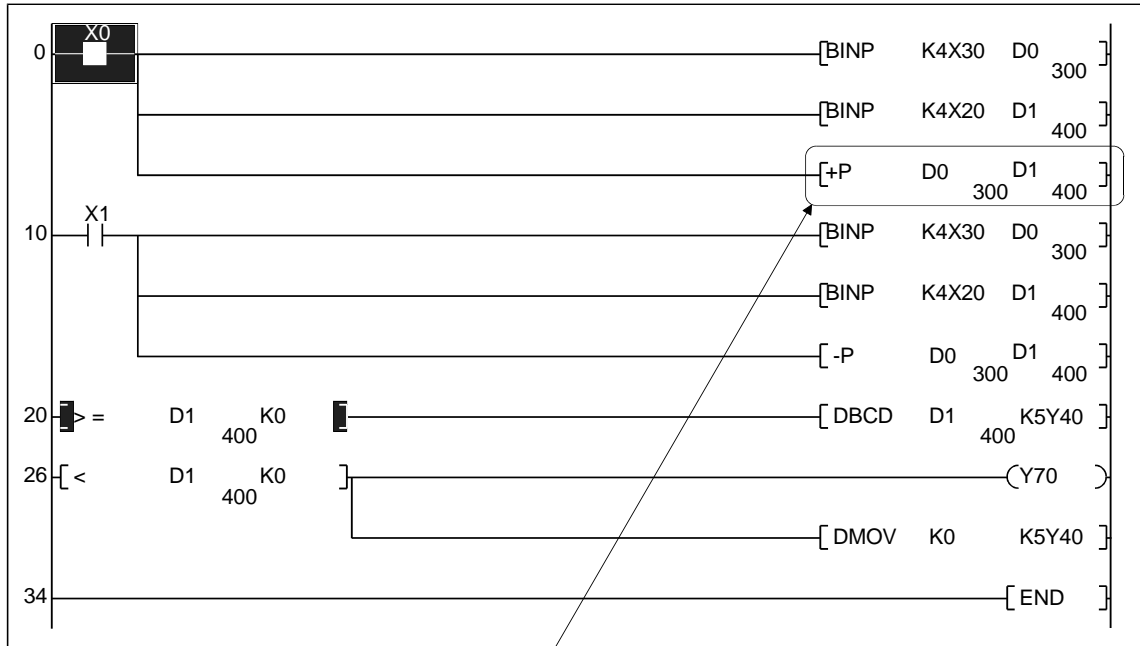 X0
0 [BINP K4X30 D0 ]
300
[BINP K4X20 D1 ]
400
[+P D0 D1 ]
300 400
X1
10 [BINP K4X30 D0 ]
300
[BINP K4X20 D1 ]
400
[ -P D0 D1 ]
300 400
20 [> = D1 K0 ] [ DBCD D1 K5Y40 ]
400 400
26 [ < D1 K0 ] (Y70 )
400
[ DMOV K0 K5Y40 ]
34 [ END ]